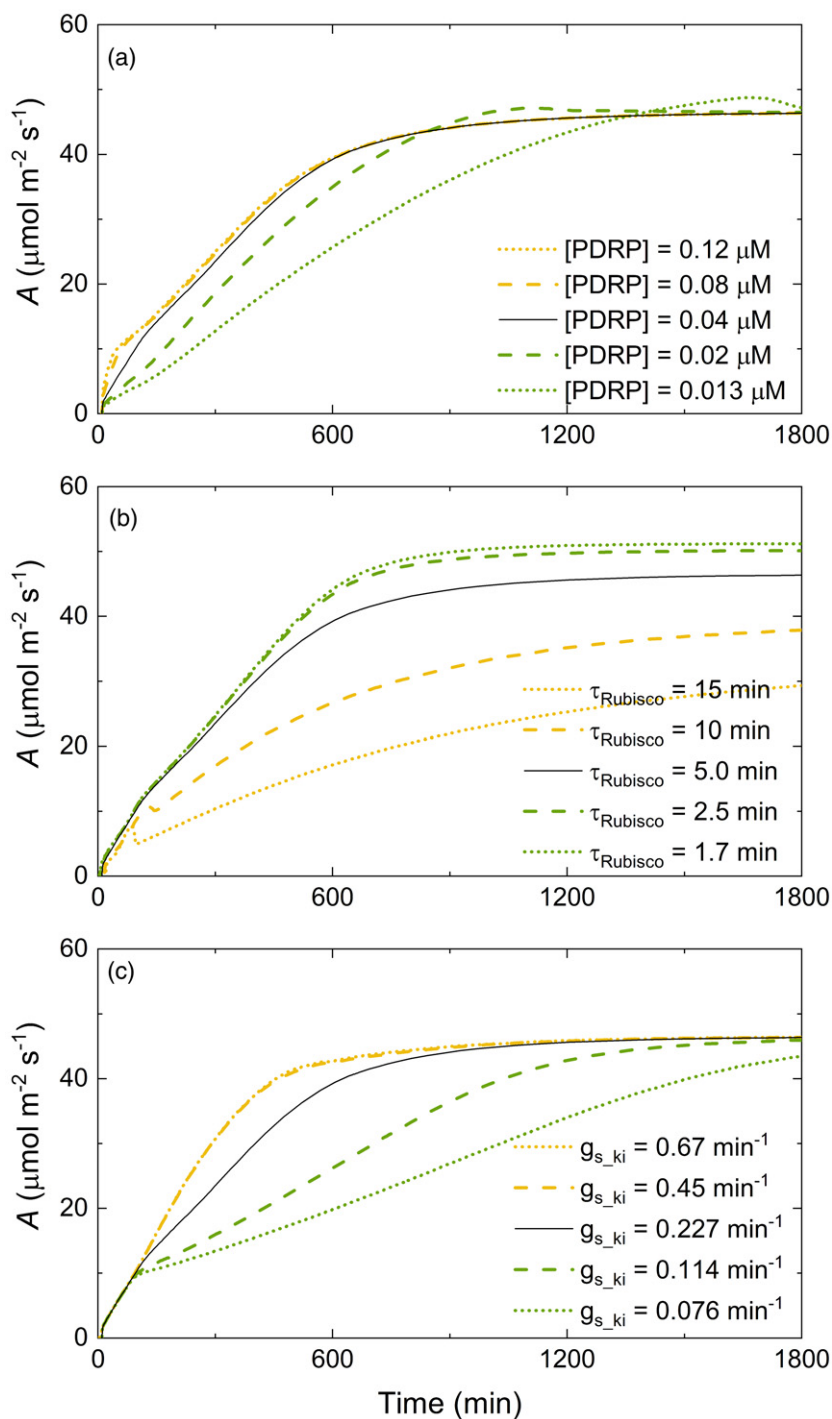 60
(a)
40
A (μmol m⁻² s⁻¹)
20
[PDRP] = 0.12 μM
[PDRP] = 0.08 μM
[PDRP] = 0.04 μM
[PDRP] = 0.02 μM
[PDRP] = 0.013 μM
0
0 600 1200 1800
60
(b)
40
A (μmol m⁻² s⁻¹)
20
τRubisco = 15 min
τRubisco = 10 min
τRubisco = 5.0 min
τRubisco = 2.5 min
τRubisco = 1.7 min
0
0 600 1200 1800
60
(c)
40
A (μmol m⁻² s⁻¹)
20
gs_ki = 0.67 min⁻¹
gs_ki = 0.45 min⁻¹
gs_ki = 0.227 min⁻¹
gs_ki = 0.114 min⁻¹
gs_ki = 0.076 min⁻¹
0
0 600 1200 1800
Time (min)